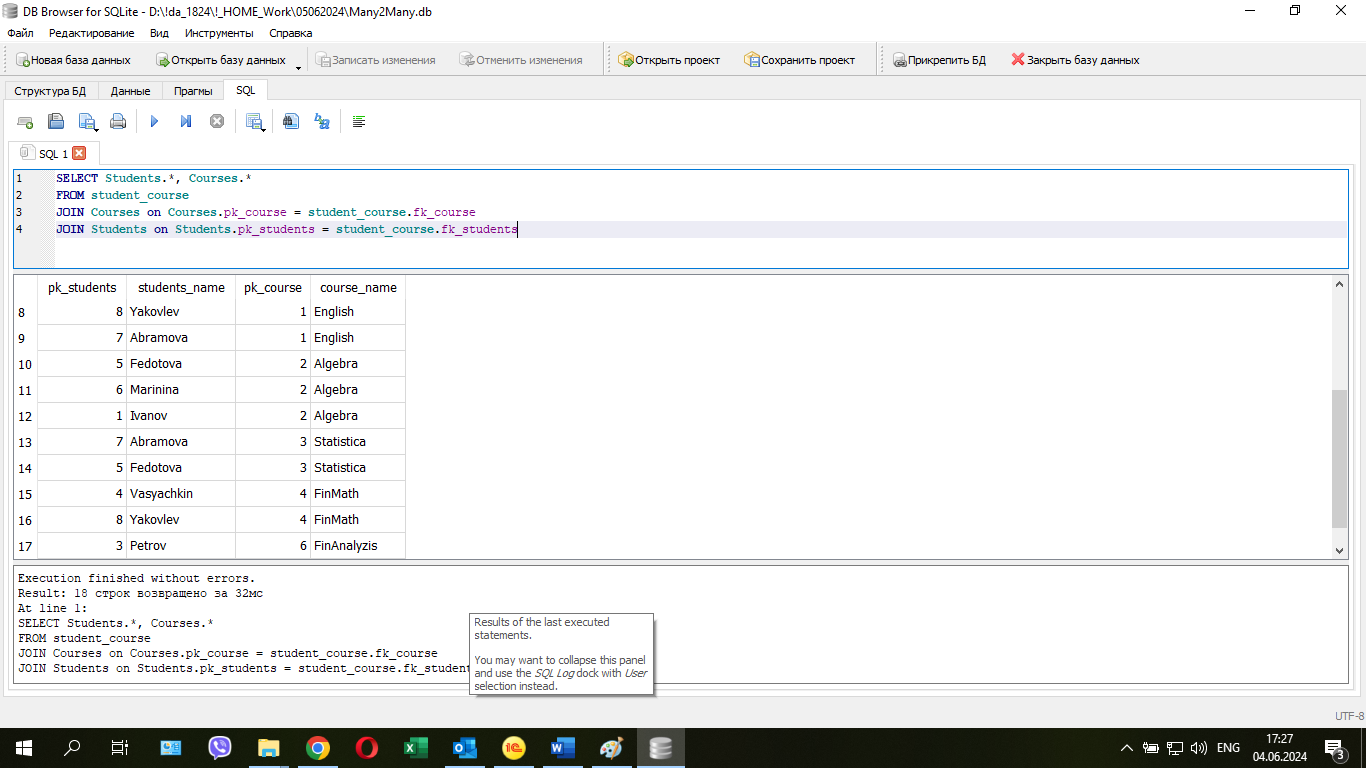 DB Browser for SQLite - D:\!da_1824\!_HOME_Work\05062024\Many2Many.db
Файл Редактирование Вид Инструменты Справка
Новая база данных Открыть базу данных Записать изменения Отменить изменения Открыть проект Сохранить проект Прикрепить БД Закрыть базу данных
Структура БД Данные Прагмы SQL
SQL 1
1 SELECT Students.*, Courses.*
2 FROM student_course
3 JOIN Courses on Courses.pk_course = student_course.fk_course
4 JOIN Students on Students.pk_students = student_course.fk_students
pk_students students_name pk_course course_name
8 8 Yakovlev 1 English
9 7 Abramova 1 English
10 5 Fedotova 2 Algebra
11 6 Marinina 2 Algebra
12 1 Ivanov 2 Algebra
13 7 Abramova 3 Statistica
14 5 Fedotova 3 Statistica
15 4 Vasyachkin 4 FinMath
16 8 Yakovlev 4 FinMath
17 3 Petrov 6 FinAnalyzis
Execution finished without errors.
Result: 18 строк возвращено за 32мс
At line 1:
SELECT Students.*, Courses.*
FROM student_course
JOIN Courses on Courses.pk_course = student_course.fk_course
JOIN Students on Students.pk_students = student_course.fk_student
Results of the last executed
statements.
You may want to collapse this panel
and use the SQL Log dock with User
selection instead.
UTF-8
ENG
17:27
04.06.2024
3